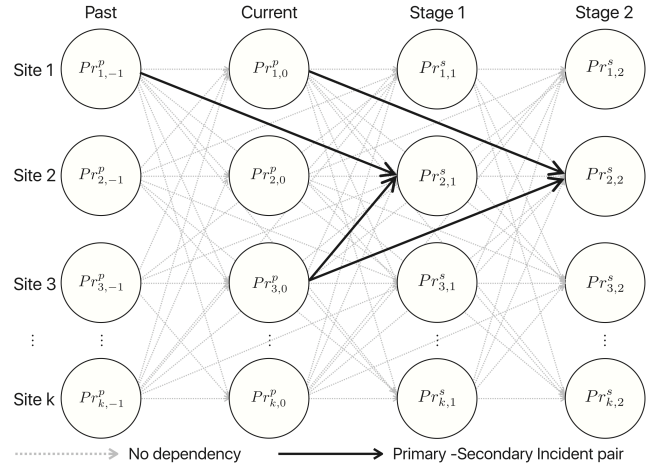 Past Current Stage 1 Stage 2
Site 1 Pr^p_{1,-1} Pr^p_{1,0} Pr^s_{1,1} Pr^s_{1,2}
Site 2 Pr^p_{2,-1} Pr^p_{2,0} Pr^s_{2,1} Pr^s_{2,2}
Site 3 Pr^p_{3,-1} Pr^p_{3,0} Pr^s_{3,1} Pr^s_{3,2}
⋮ ⋮ ⋮ ⋮ ⋮
Site k Pr^p_{k,-1} Pr^p_{k,0} Pr^s_{k,1} Pr^s_{k,2}
No dependency Primary -Secondary Incident pair